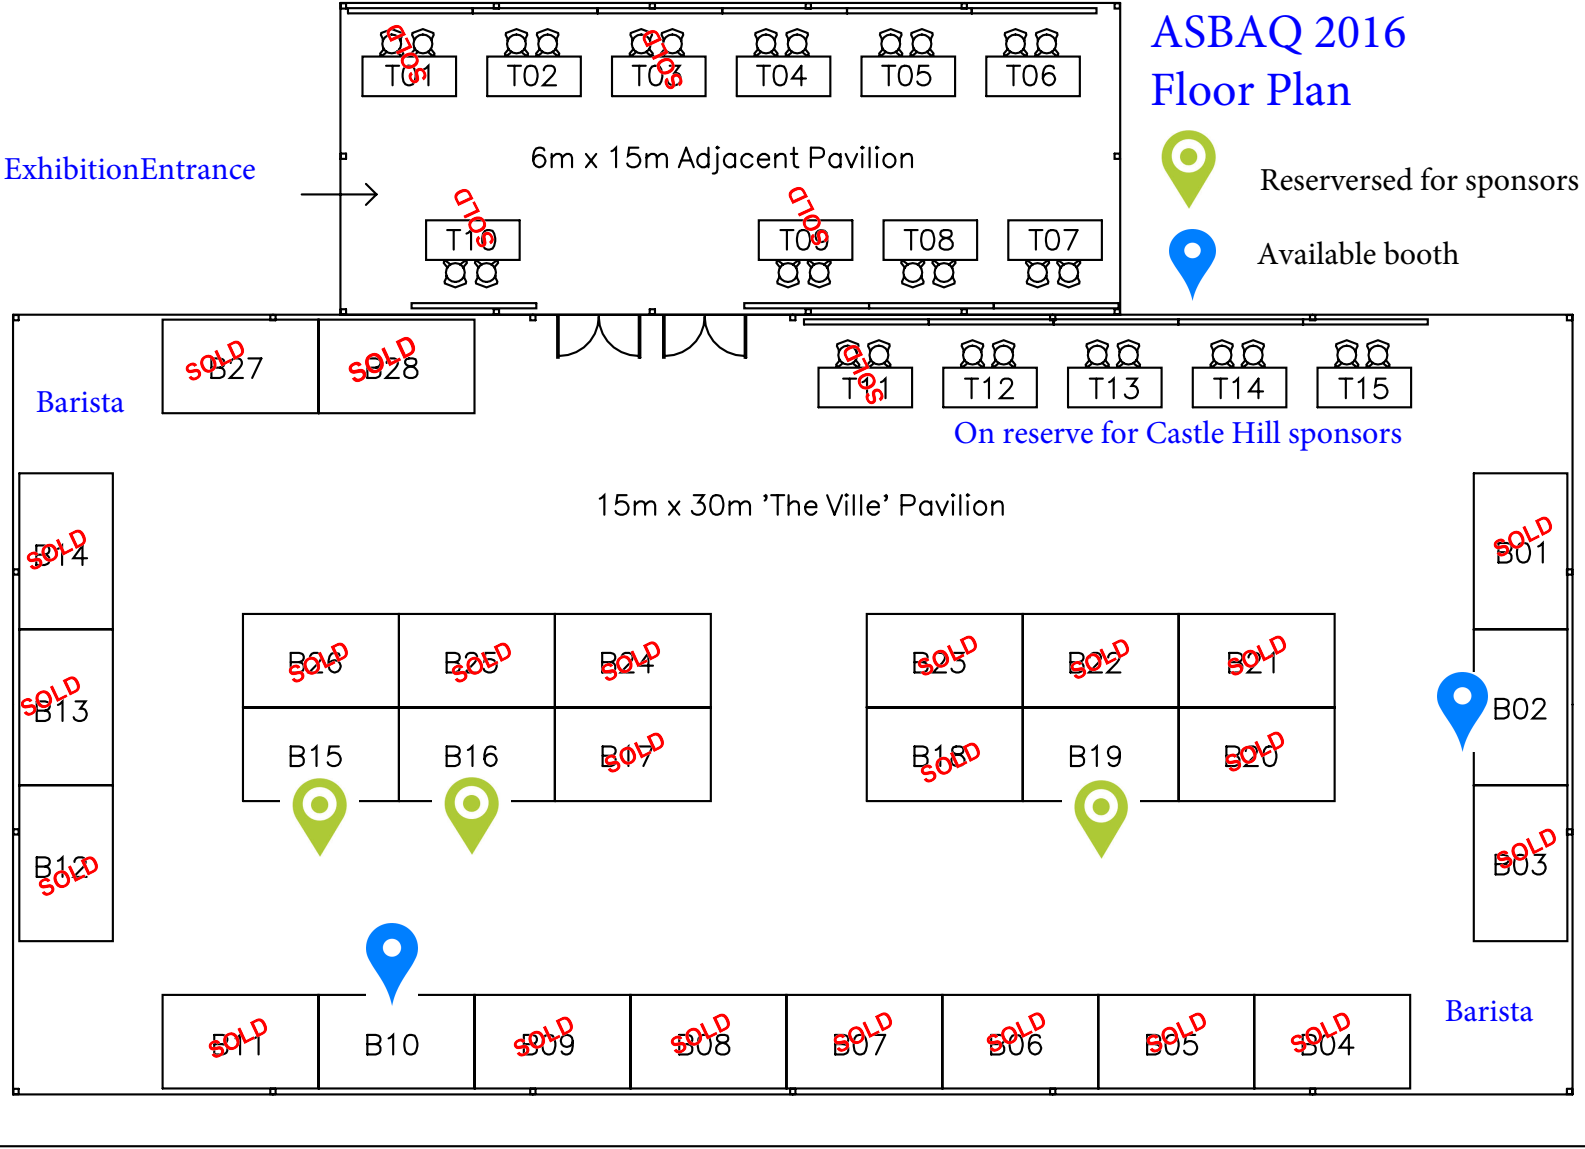 ASBAQ 2016
Floor Plan
Reserversed for sponsors
Available booth
ExhibitionEntrance
SOLD SOLD
T01 T02 T03 T04 T05 T06
6m x 15m Adjacent Pavilion
SOLD SOLD
T10 T09 T08 T07
SOLD SOLD SOLD
B27 B28
T11 T12 T13 T14 T15
Barista
On reserve for Castle Hill sponsors
15m x 30m 'The Ville' Pavilion
SOLD SOLD
B14 B01
SOLD SOLD SOLD SOLD SOLD SOLD
B26 B25 B24 B23 B22 B21
SOLD
B13 B02
B15 B16 B17 B18 B19 B20
SOLD SOLD SOLD
B12 B03
SOLD SOLD
Barista
SOLD SOLD SOLD SOLD SOLD SOLD SOLD
B11 B10 B09 B08 B07 B06 B05 B04